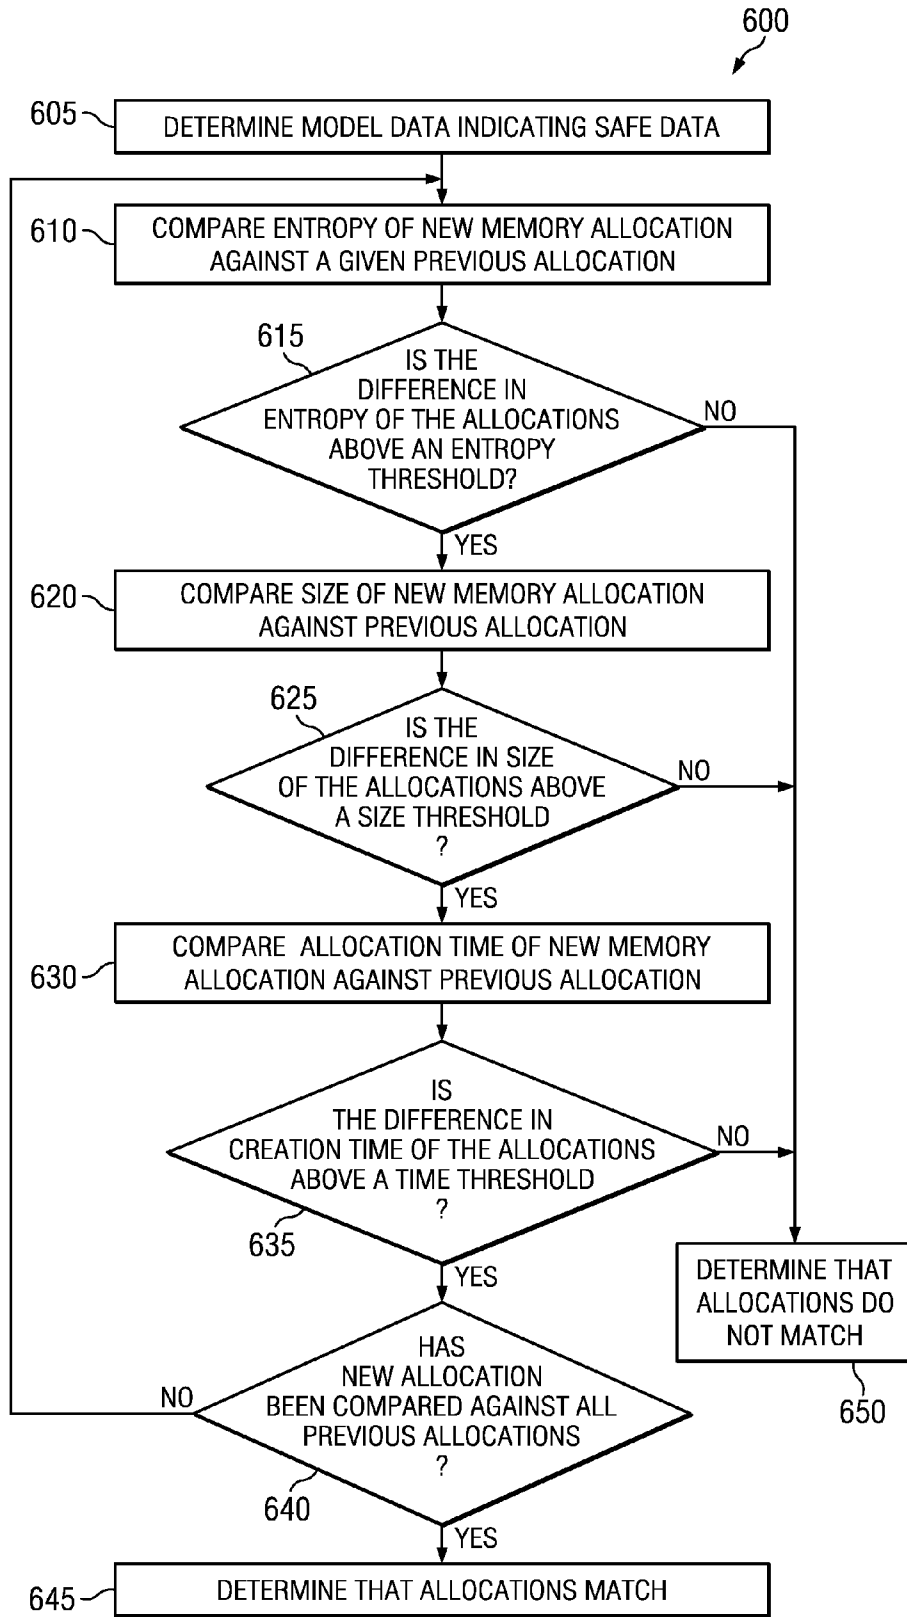 600
605
DETERMINE MODEL DATA INDICATING SAFE DATA
610
COMPARE ENTROPY OF NEW MEMORY ALLOCATION
AGAINST A GIVEN PREVIOUS ALLOCATION
615
IS THE
DIFFERENCE IN
ENTROPY OF THE ALLOCATIONS
ABOVE AN ENTROPY
THRESHOLD?
NO
YES
620
COMPARE SIZE OF NEW MEMORY ALLOCATION
AGAINST PREVIOUS ALLOCATION
625
IS THE
DIFFERENCE IN SIZE
OF THE ALLOCATIONS ABOVE
A SIZE THRESHOLD
?
NO
YES
630
COMPARE ALLOCATION TIME OF NEW MEMORY
ALLOCATION AGAINST PREVIOUS ALLOCATION
IS
THE DIFFERENCE IN
CREATION TIME OF THE ALLOCATIONS
ABOVE A TIME THRESHOLD
?
NO
635
YES
DETERMINE THAT
ALLOCATIONS DO
NOT MATCH
650
HAS
NEW ALLOCATION
BEEN COMPARED AGAINST ALL
PREVIOUS ALLOCATIONS
?
NO
640
YES
645
DETERMINE THAT ALLOCATIONS MATCH